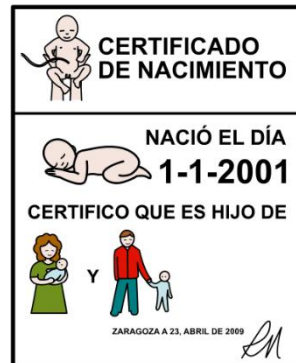 CERTIFICADO
DE NACIMIENTO
NACIÓ EL DÍA
1-1-2001
CERTIFICO QUE ES HIJO DE
Y
ZARAGOZA A 23, ABRIL DE 2009